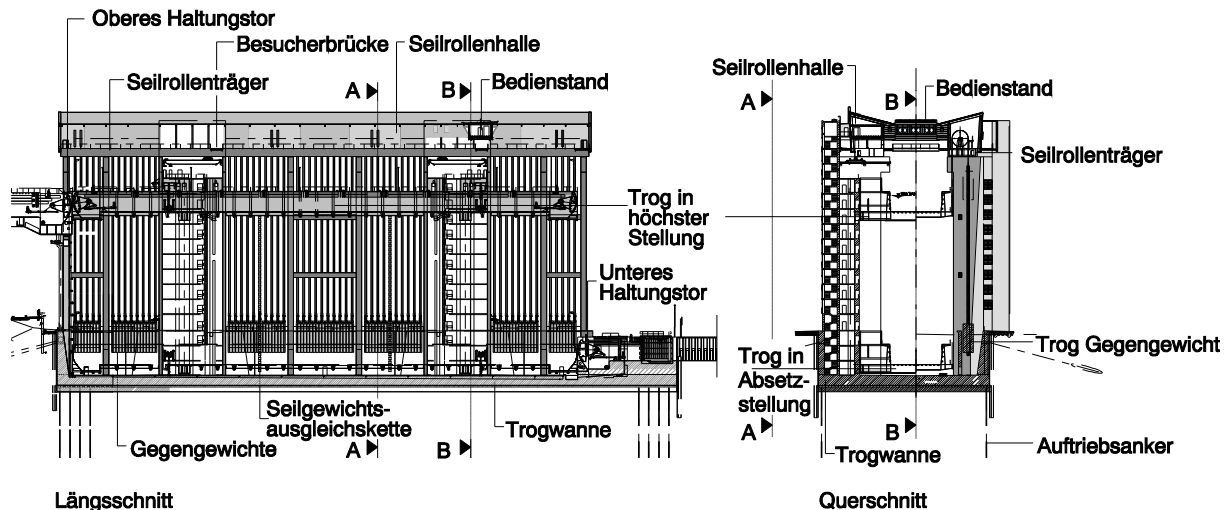 Oberes Haltungstor
Besucherbrücke
Seilrollenhalle
Seilrollenträger
A
B
Bedienstand
Trog in
höchster
Stellung
Unteres
Haltungstor
Seilgewichts-
ausgleichskette
Gegengewichte
A
B
Trogwanne
Längsschnitt
Seilrollenhalle
A
B
Bedienstand
Seilrollenträger
Trog in
Absetz-
stellung
Trog Gegengewicht
A
B
Trogwanne
Auftriebsanker
Querschnitt